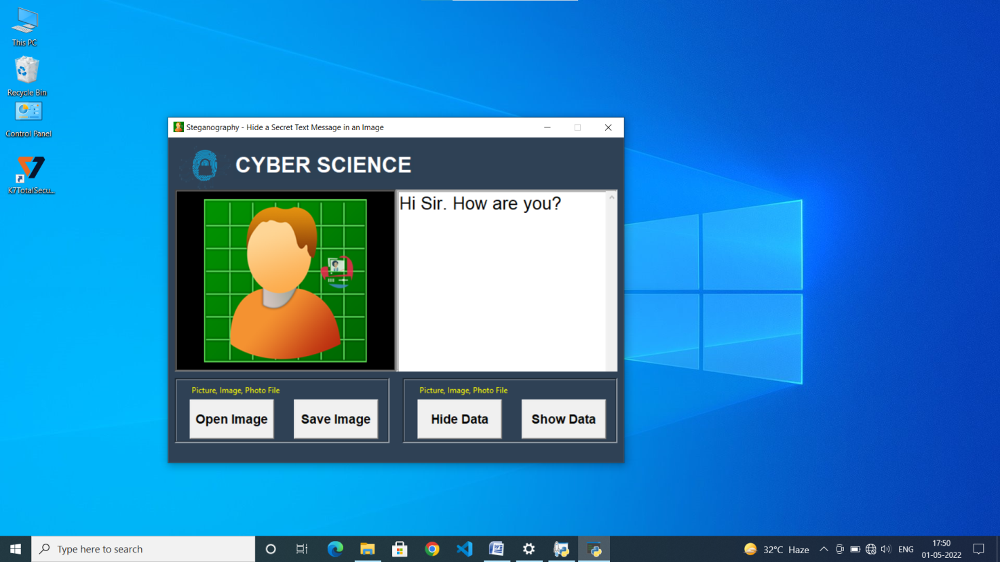 This PC
Recycle Bin
Control Panel
K7TotalSecu...
Steganography - Hide a Secret Text Message in an Image
CYBER SCIENCE
Hi Sir. How are you?
Picture, Image, Photo File
Open Image
Save Image
Picture, Image, Photo File
Hide Data
Show Data
Type here to search
32°C Haze
ENG
17:50
01-05-2022